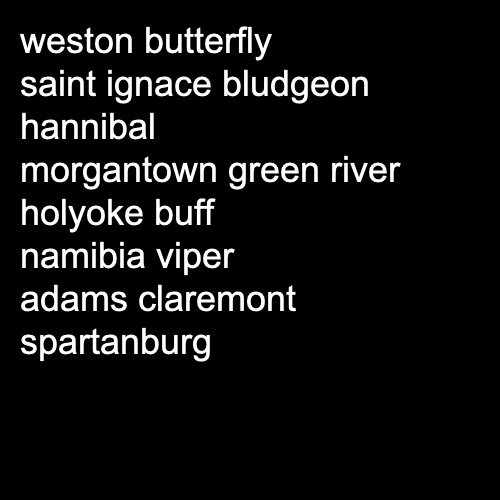 weston butterfly
saint ignace bludgeon
hannibal
morgantown green river
holyoke buff
namibia viper
adams claremont
spartanburg